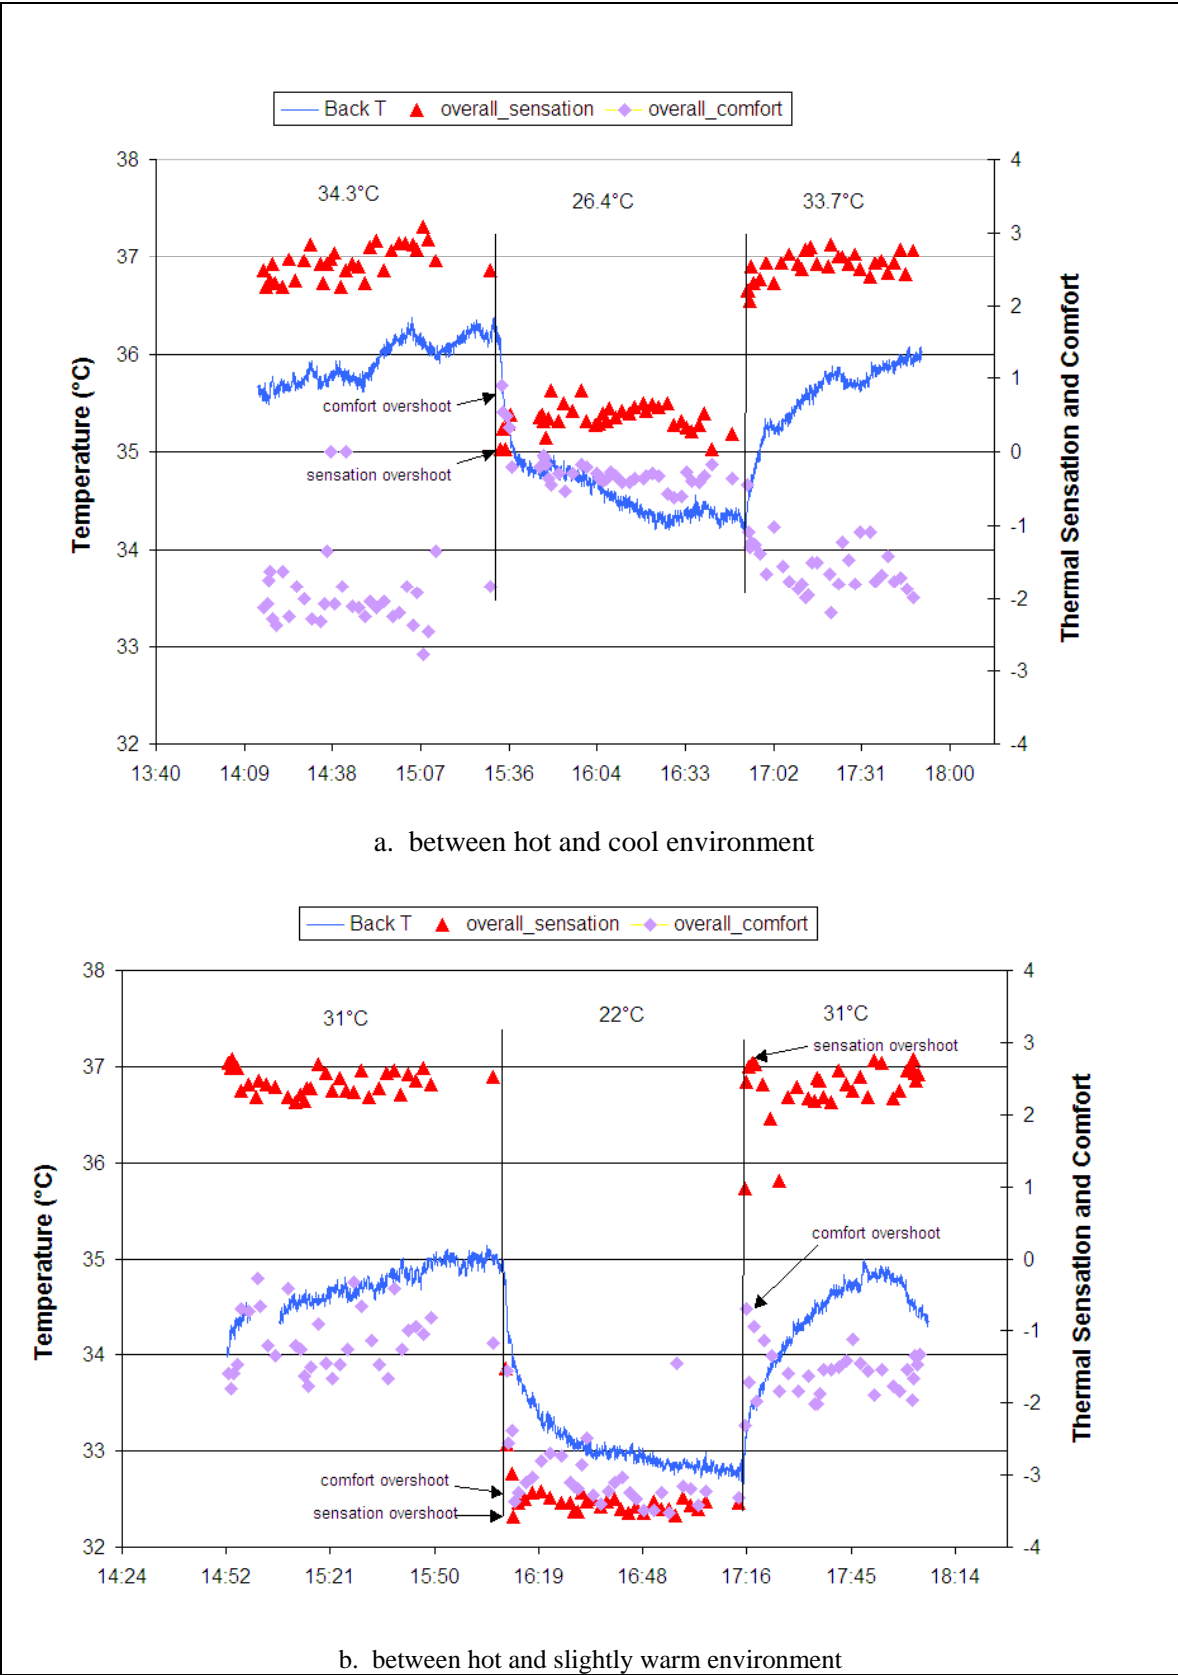 Back T overall_sensation overall_comfort
38 4
34.3°C 26.4°C 33.7°C
37 3
2
36
1
comfort overshoot
35 0
sensation overshoot
34 -1
-2
33
-3
32 -4
13:40 14:09 14:38 15:07 15:36 16:04 16:33 17:02 17:31 18:00
Temperature (°C)
Thermal Sensation and Comfort
a. between hot and cool environment
Back T overall_sensation overall_comfort
38 4
31°C 22°C 31°C
sensation overshoot
37 3
2
36
1
comfort overshoot
35 0
34 -1
-2
33
-3
comfort overshoot
sensation overshoot
32 -4
14:24 14:52 15:21 15:50 16:19 16:48 17:16 17:45 18:14
Temperature (°C)
Thermal Sensation and Comfort
b. between hot and slightly warm environment